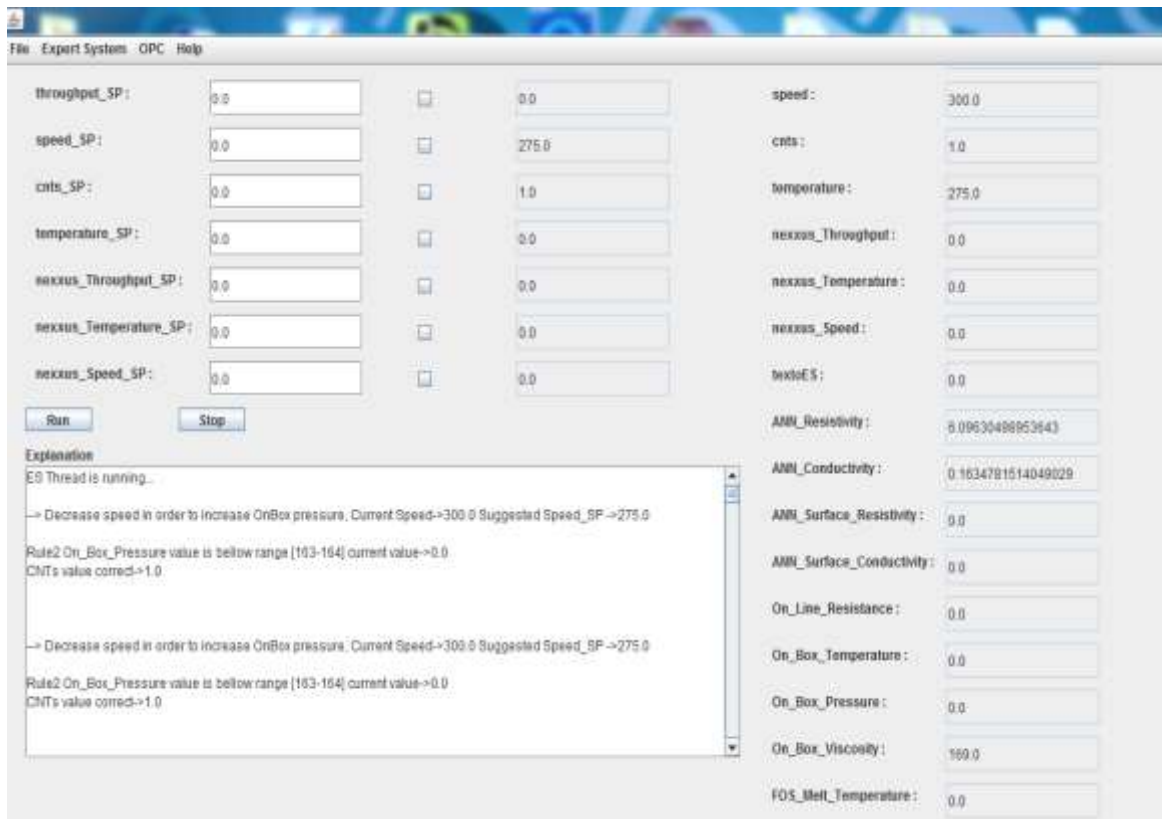 File Expert System OPC Help
throughput_SP : 0.0 0.0 speed : 300.0
speed_SP : 0.0 275.0 cnts : 1.0
cnts_SP : 0.0 1.0 temperature : 275.0
temperature_SP : 0.0 0.0 nexxus_Throughput : 0.0
nexxus_Throughput_SP : 0.0 0.0 nexxus_Temperature : 0.0
nexxus_Temperature_SP : 0.0 0.0 nexxus_Speed : 0.0
nexxus_Speed_SP : 0.0 0.0 textoES : 0.0
Run Stop
Explanation
ES Thread is running...
--> Decrease speed in order to increase OnBox pressure, Current Speed->300.0 Suggested Speed_SP ->275.0
Rule2 On_Box_Pressure value is bellow range [163-164] current value->0.0
CNTs value correct->1.0
--> Decrease speed in order to increase OnBox pressure, Current Speed->300.0 Suggested Speed_SP ->275.0
Rule2 On_Box_Pressure value is bellow range [163-164] current value->0.0
CNTs value correct->1.0
ANN_Resistivity : 6.09630498953643
ANN_Conductivity : 0.1634781514049029
ANN_Surface_Resistivity : 0.0
ANN_Surface_Conductivity : 0.0
On_Line_Resistance : 0.0
On_Box_Temperature : 0.0
On_Box_Pressure : 0.0
On_Box_Viscosity : 169.0
FOS_Melt_Temperature : 0.0